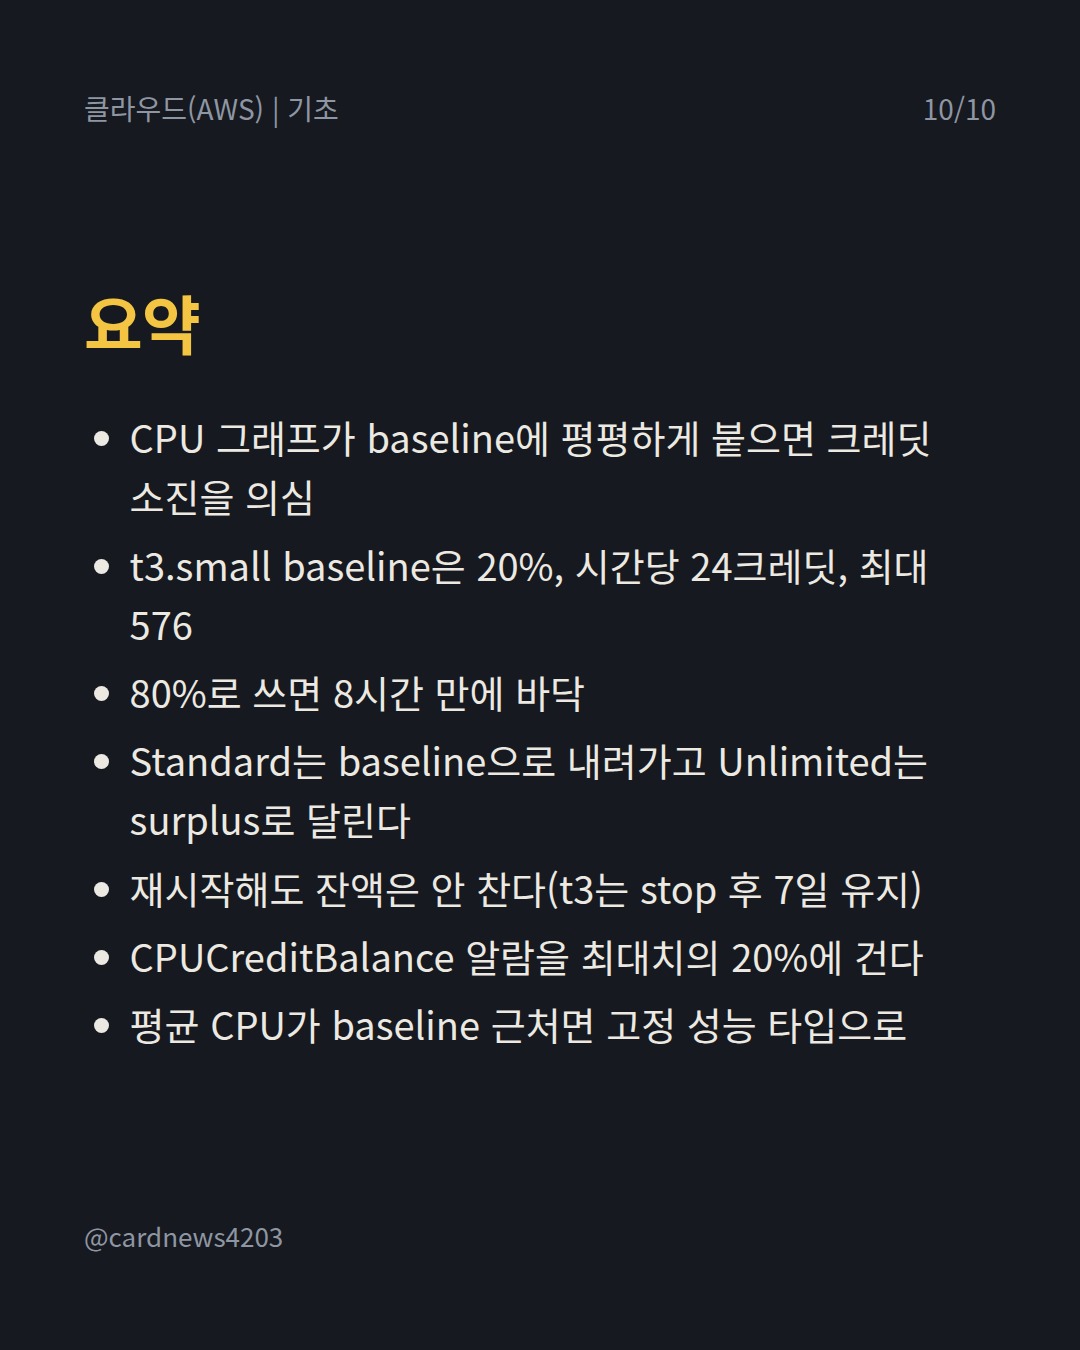 클라우드(AWS) | 기초
10/10
요약
• CPU 그래프가 baseline에 평평하게 붙으면 크레딧
소진을 의심
• t3.small baseline은 20%, 시간당 24크레딧, 최대
576
• 80%로 쓰면 8시간 만에 바닥
• Standard는 baseline으로 내려가고 Unlimited는
surplus로 달린다
• 재시작해도 잔액은 안 찬다(t3는 stop 후 7일 유지)
• CPUCreditBalance 알람을 최대치의 20%에 건다
• 평균 CPU가 baseline 근처면 고정 성능 타입으로
@cardnews4203